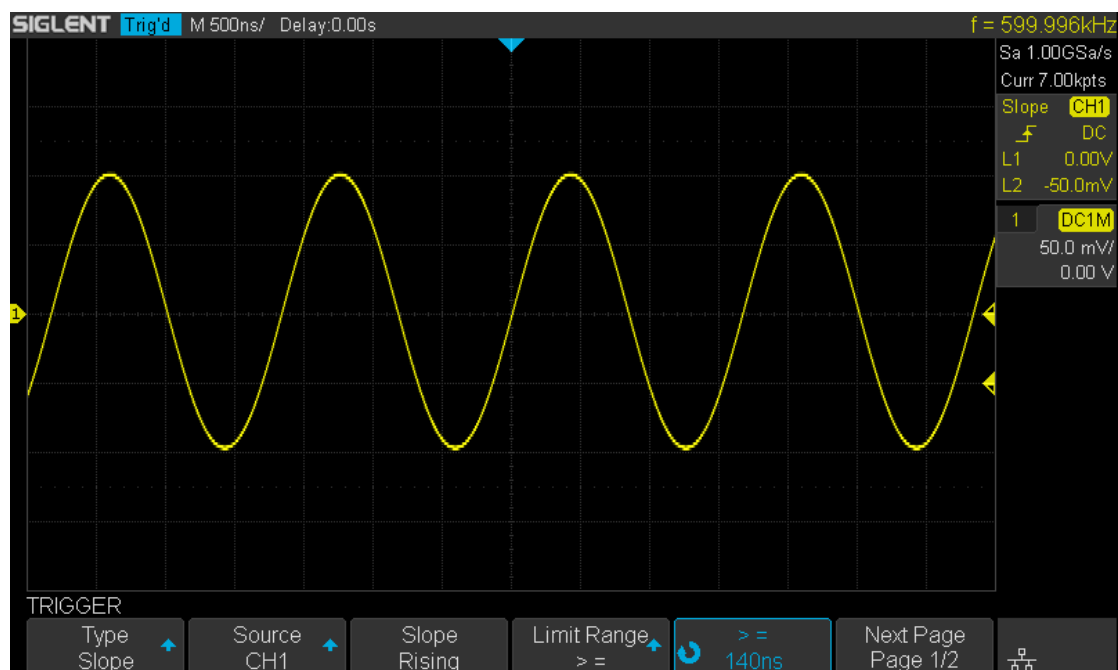 SIGLENT Trig'd M 500ns/ Delay:0.00s f = 599.996kHz
Sa 1.00GSa/s
Curr 7.00kpts
Slope CH1
DC
L1 0.00V
L2 -50.0mV
1 DC1M
50.0 mV/
0.00 V
1
TRIGGER
Type Source Slope Limit Range > = Next Page
Slope CH1 Rising > = 140ns Page 1/2